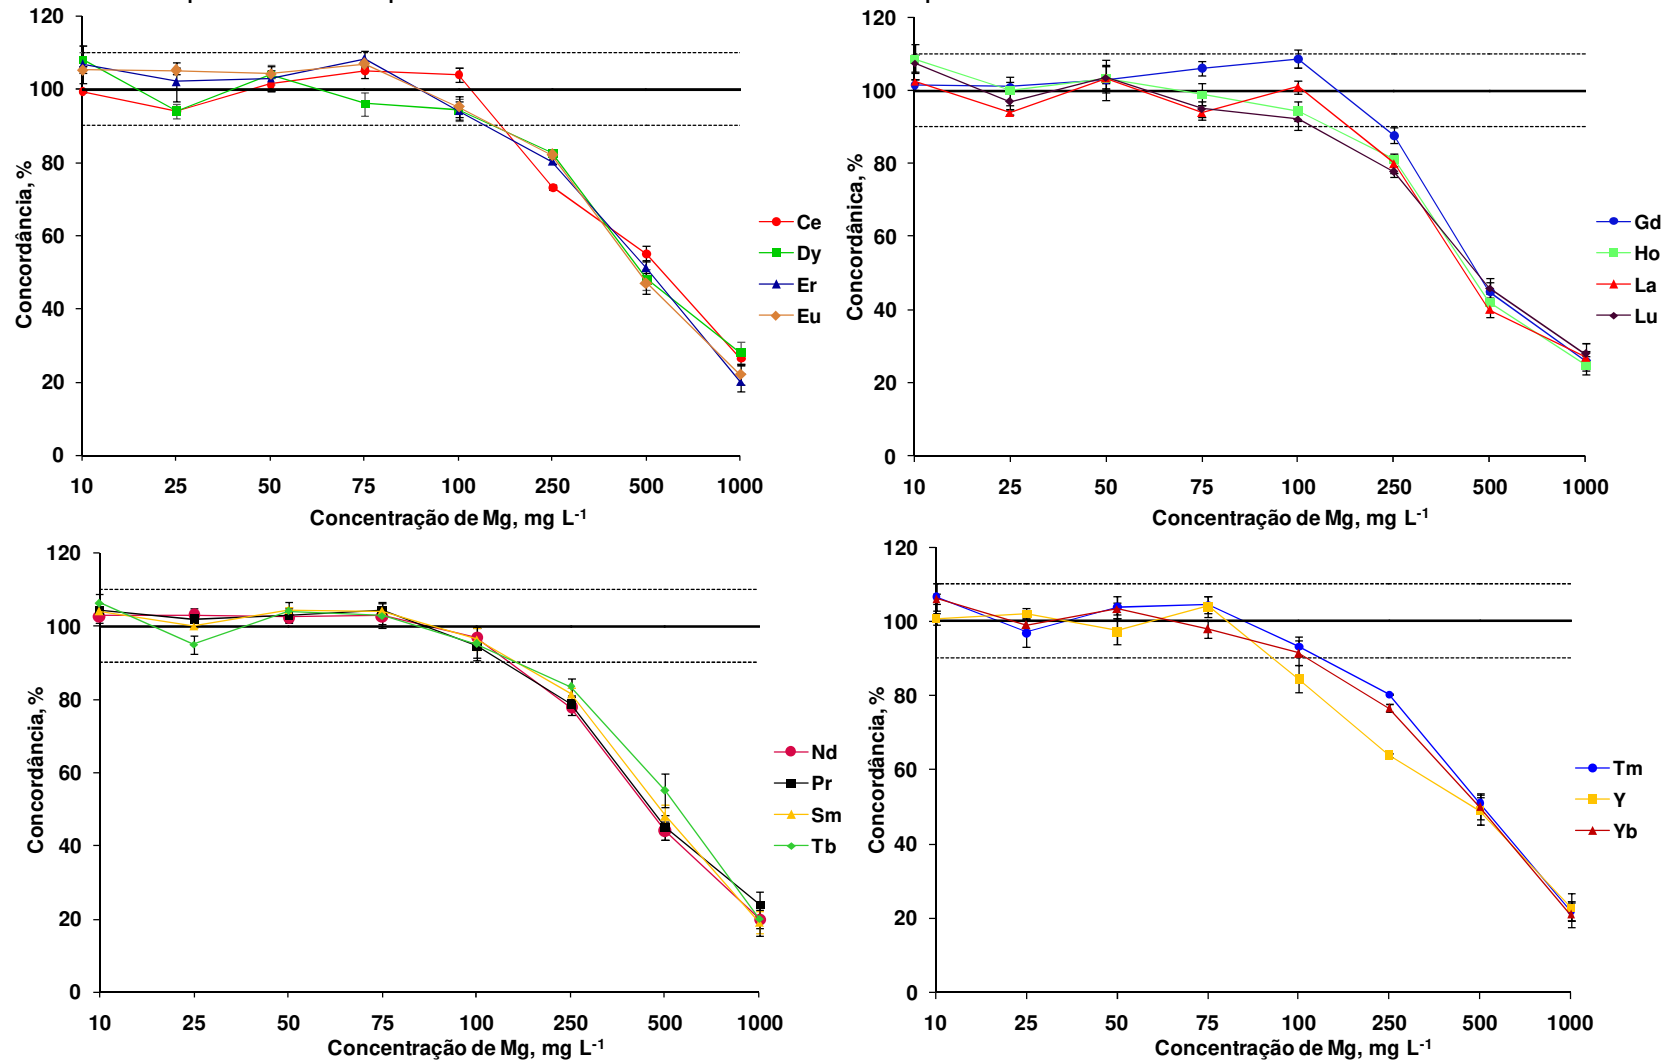 120
100
80
60
40
20
0
Concordância, %
10 25 50 75 100 250 500 1000
Concentração de Mg, mg L-1
Ce
Dy
Er
Eu
120
100
80
60
40
20
0
Concordânica, %
10 25 50 75 100 250 500 1000
Concentração de Mg, mg L-1
Gd
Ho
La
Lu
120
100
80
60
40
20
0
Concordância, %
10 25 50 75 100 250 500 1000
Concentração de Mg, mg L-1
Nd
Pr
Sm
Tb
120
100
80
60
40
20
0
Concordância, %
10 25 50 75 100 250 500 1000
Concentração de Mg, mg L-1
Tm
Y
Yb